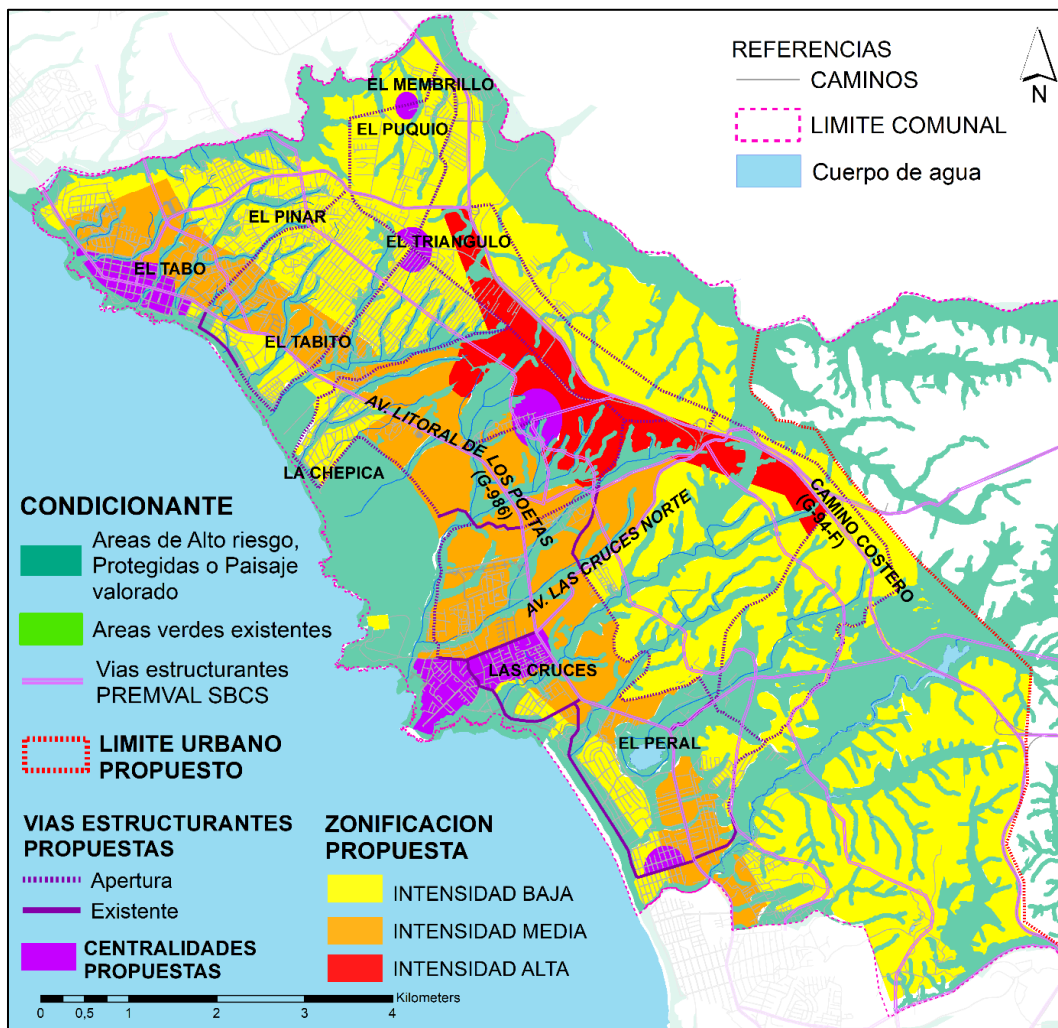 REFERENCIAS
CAMINOS
LIMITE COMUNAL
Cuerpo de agua
N
EL MEMBRILLO
EL PUQUIO
EL PINAR
EL TRIANGULO
EL TABO
EL TABITO
AV. LITORAL DE LOS POETAS
(G-986)
LA CHEPICA
AV. LAS CRUCES NORTE
CAMINO COSTERO
(G-94-F)
LAS CRUCES
EL PERAL
CONDICIONANTE
Areas de Alto riesgo,
Protegidas o Paisaje
valorado
Areas verdes existentes
Vias estructurantes
PREMVAL SBCS
LIMITE URBANO
PROPUESTO
VIAS ESTRUCTURANTES
PROPUESTAS
Apertura
Existente
CENTRALIDADES
PROPUESTAS
ZONIFICACION
PROPUESTA
INTENSIDAD BAJA
INTENSIDAD MEDIA
INTENSIDAD ALTA
Kilometers
0 0,5 1 2 3 4